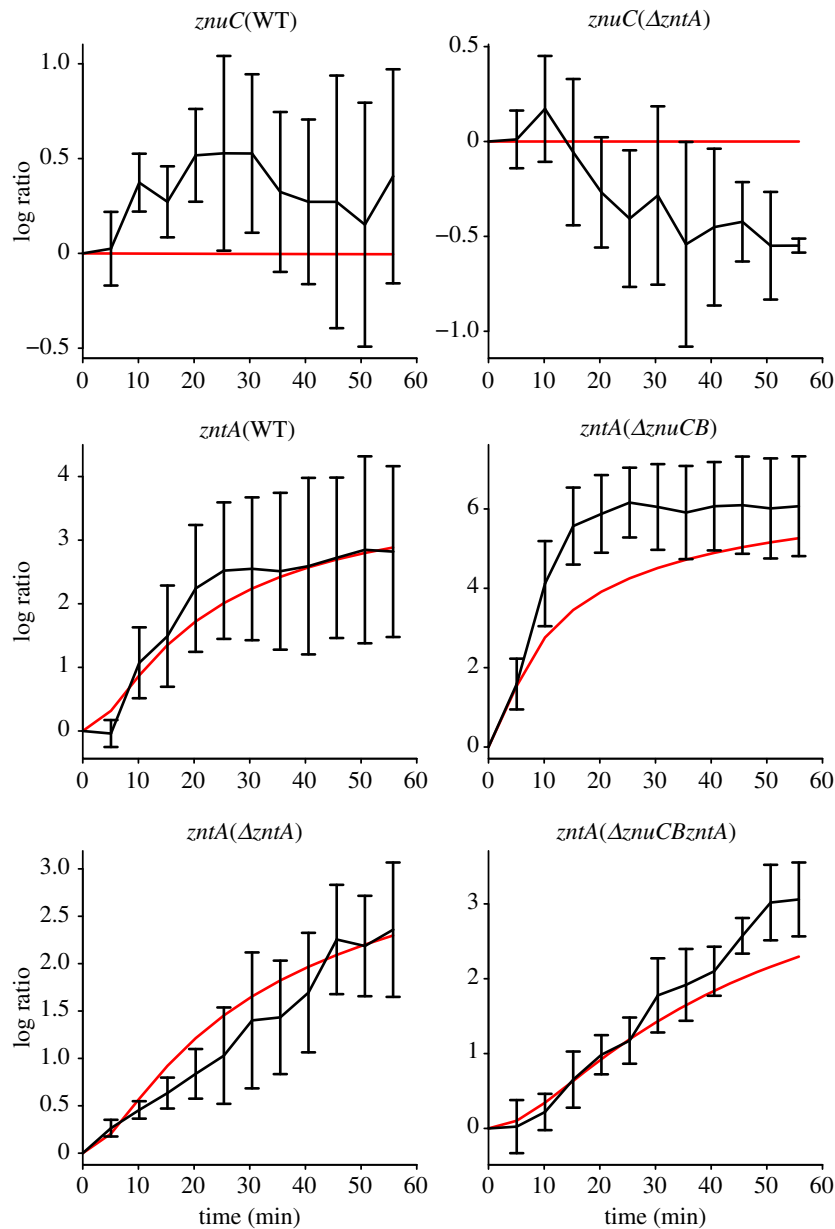 znuC(WT)
znuC(ΔzntA)
log ratio
1.0
0.5
0
−0.5
0 10 20 30 40 50 60
0.5
0
−0.5
−1.0
0 10 20 30 40 50 60
zntA(WT)
zntA(ΔznuCB)
log ratio
4
3
2
1
0
0 10 20 30 40 50 60
6
4
2
0
0 10 20 30 40 50 60
zntA(ΔzntA)
zntA(ΔznuCBzntA)
log ratio
3.0
2.5
2.0
1.5
1.0
0.5
0
0 10 20 30 40 50 60
time (min)
3
2
1
0
0 10 20 30 40 50 60
time (min)